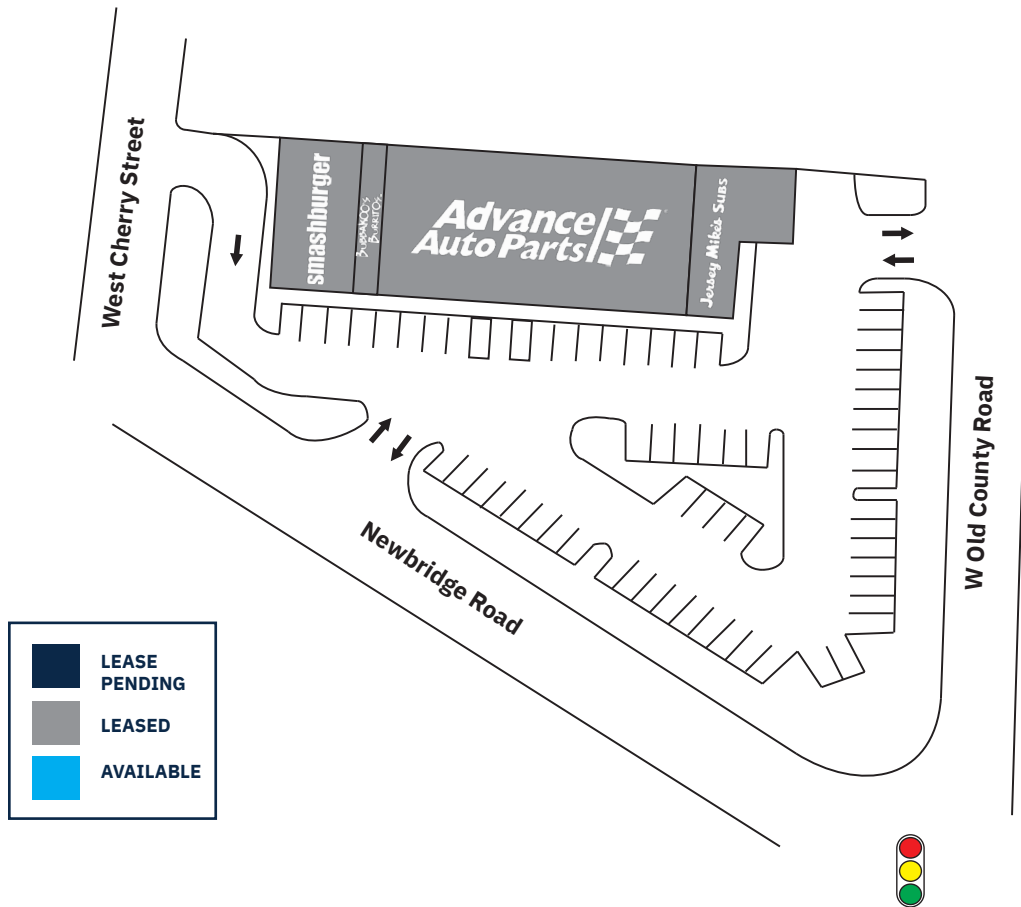 West Cherry Street
smashburger
BUBBAKOO'S
BURRITOS
Advance
Auto Parts
Jersey Mike's SUBS
W Old County Road
Newbridge Road
LEASE
PENDING
LEASED
AVAILABLE